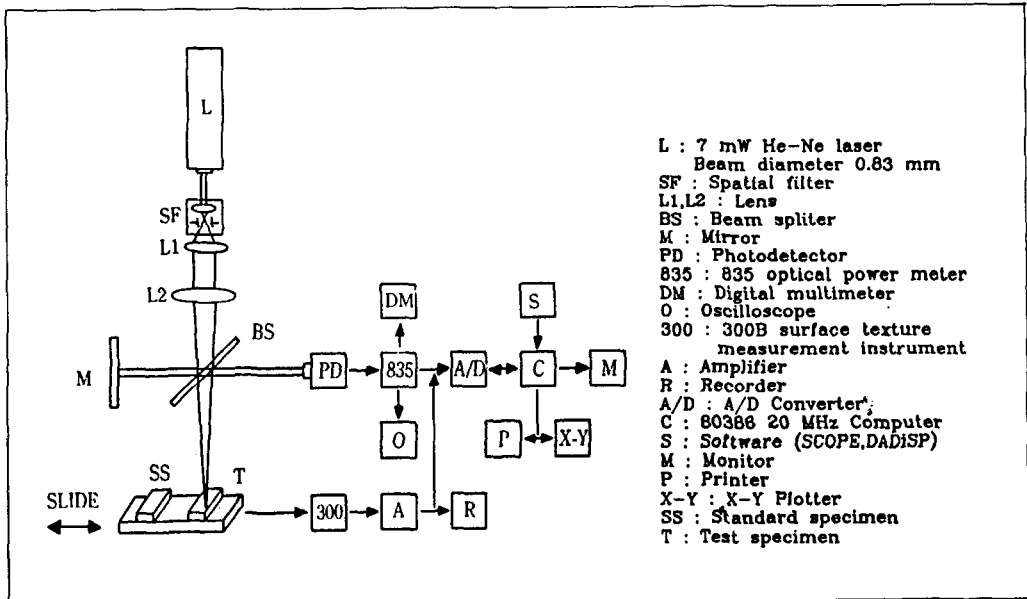 L
SF
L1
L2
BS
M
PD
835
DM
O
A/D
S
C
M
P
X-Y
SS
T
SLIDE
300
A
R
L : 7 mW He-Ne laser
Beam diameter 0.83 mm
SF : Spatial filter
L1,L2 : Lens
BS : Beam spliter
M : Mirror
PD : Photodetector
835 : 835 optical power meter
DM : Digital multimeter
O : Oscilloscope
300 : 300B surface texture
measurement instrument
A : Amplifier
R : Recorder
A/D : A/D Converter
C : 80386 20 MHz Computer
S : Software (SCOPE,DADiSP)
M : Monitor
P : Printer
X-Y : X-Y Plotter
SS : Standard specimen
T : Test specimen